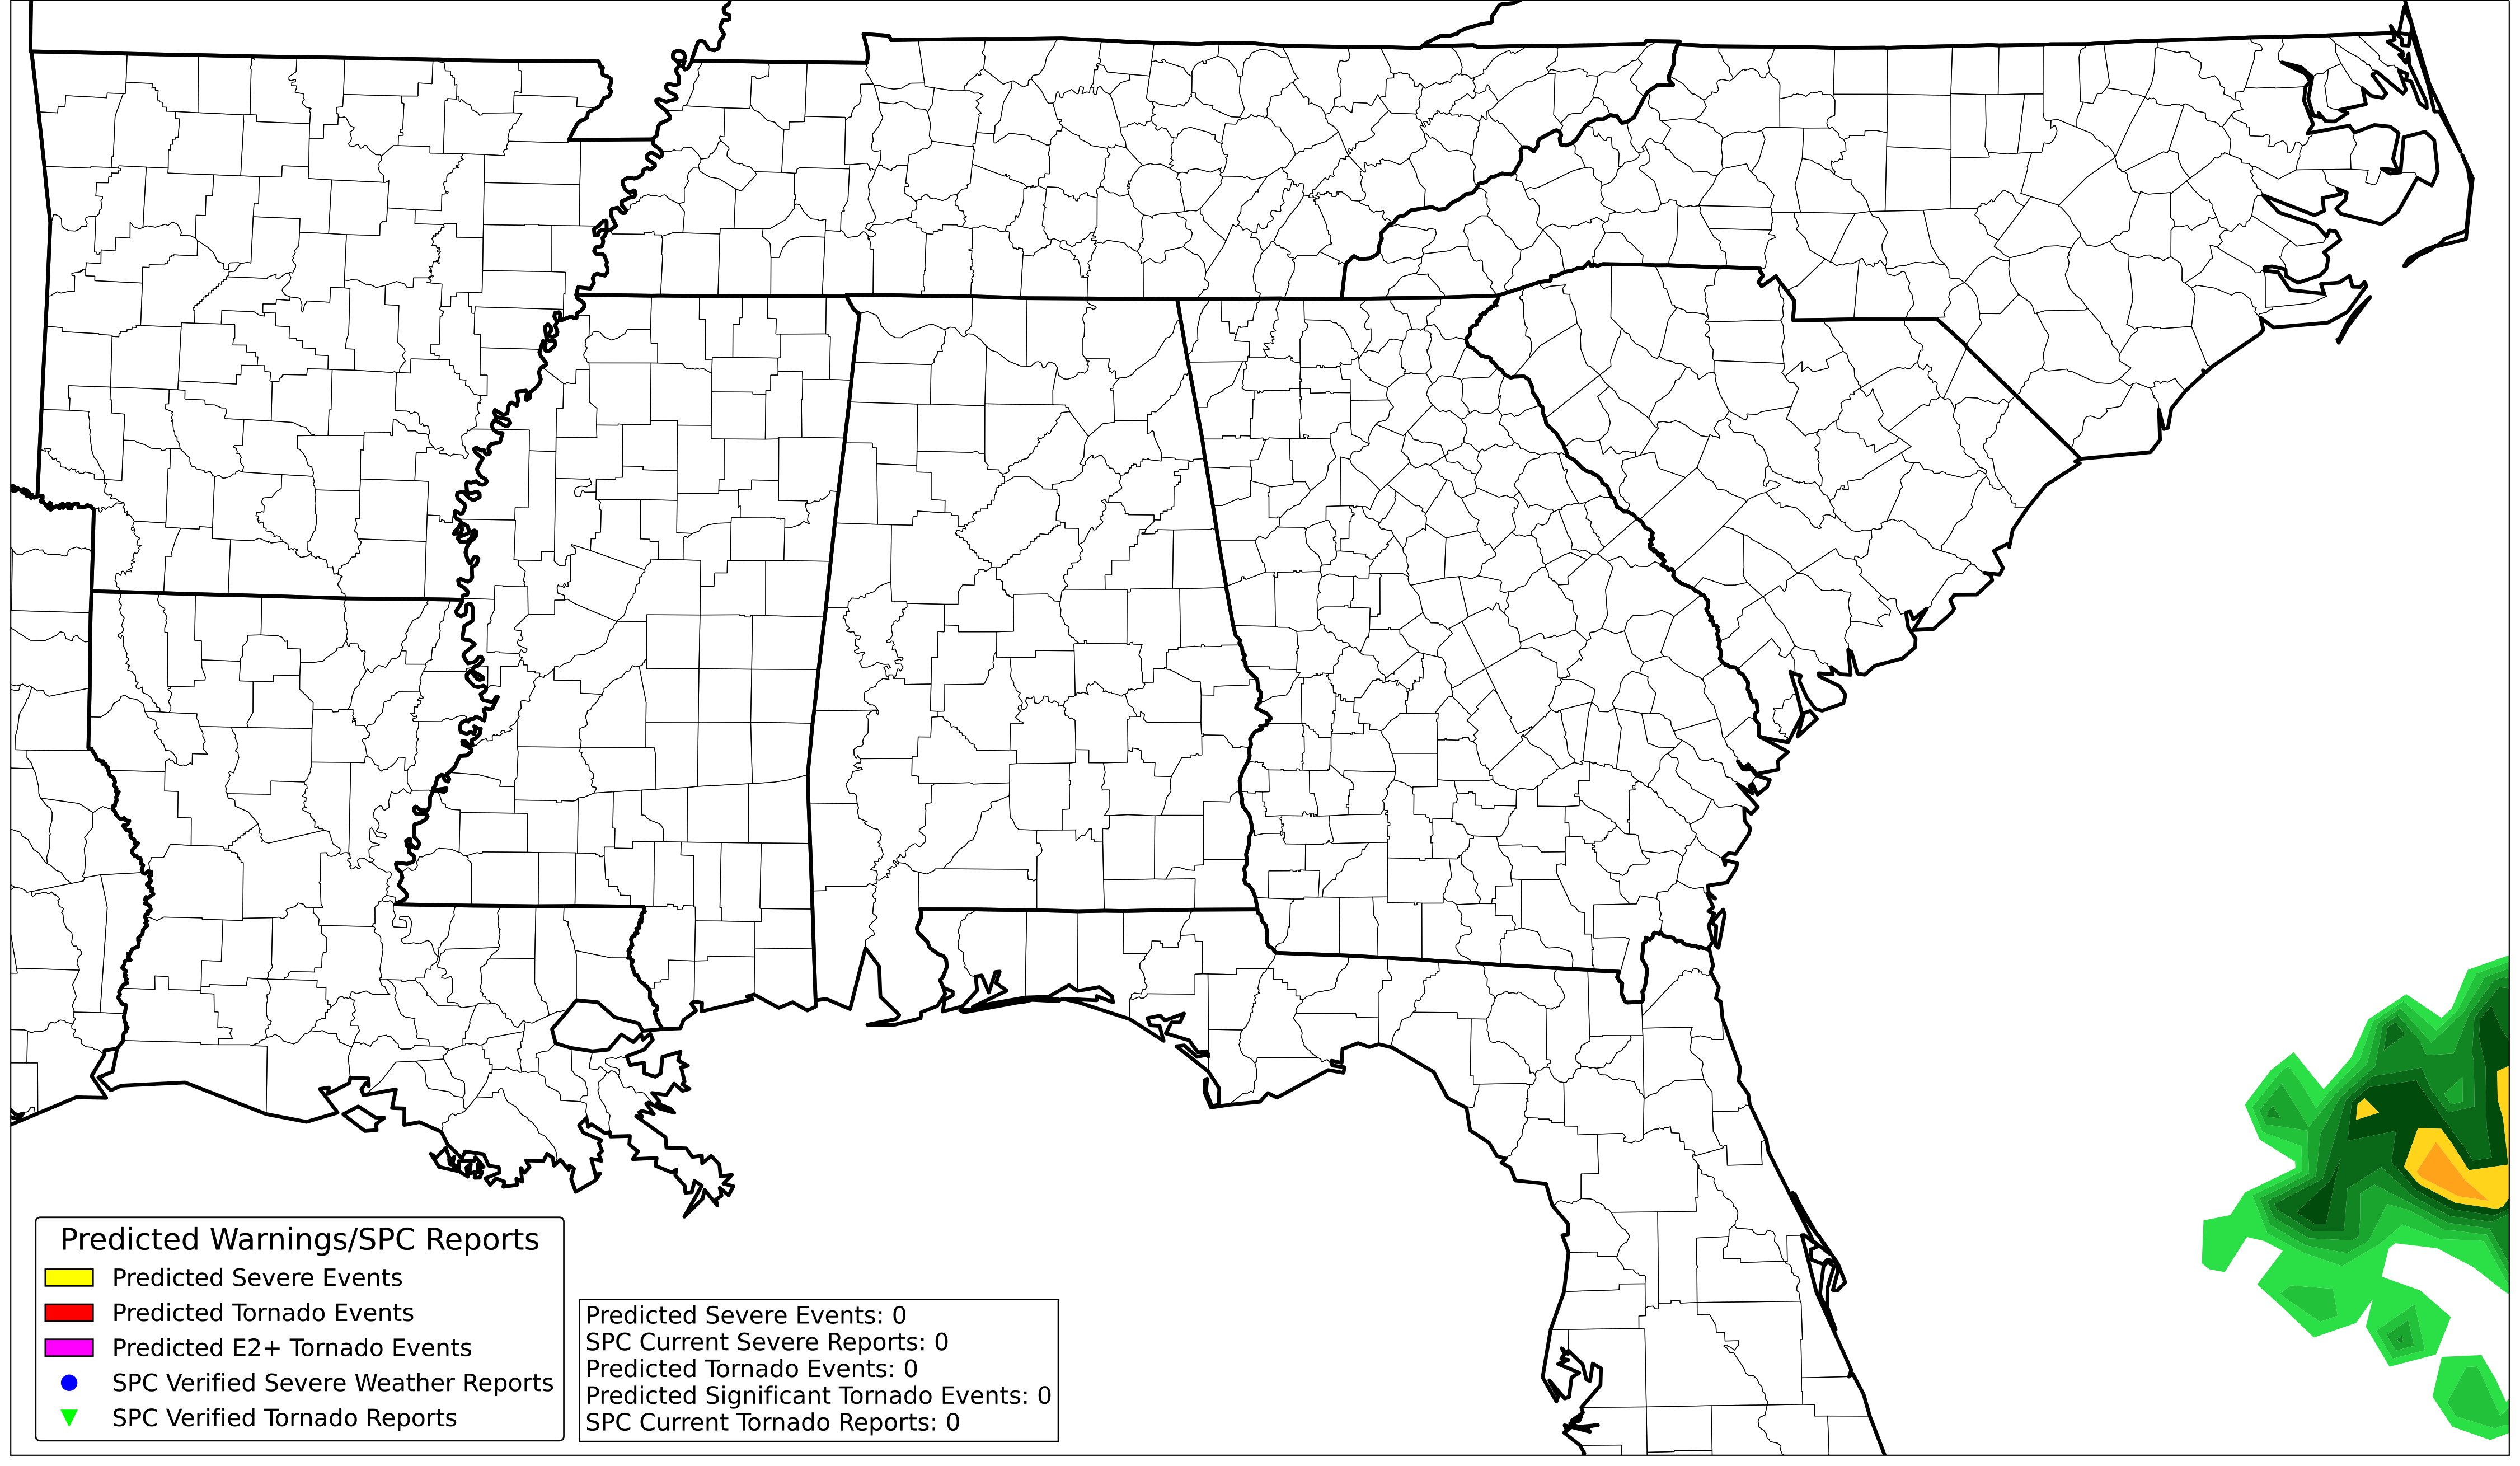 Predicted Warnings/SPC Reports
Predicted Severe Events
Predicted Tornado Events
Predicted E2+ Tornado Events
SPC Verified Severe Weather Reports
SPC Verified Tornado Reports
Predicted Severe Events: 0
SPC Current Severe Reports: 0
Predicted Tornado Events: 0
Predicted Significant Tornado Events: 0
SPC Current Tornado Reports: 0